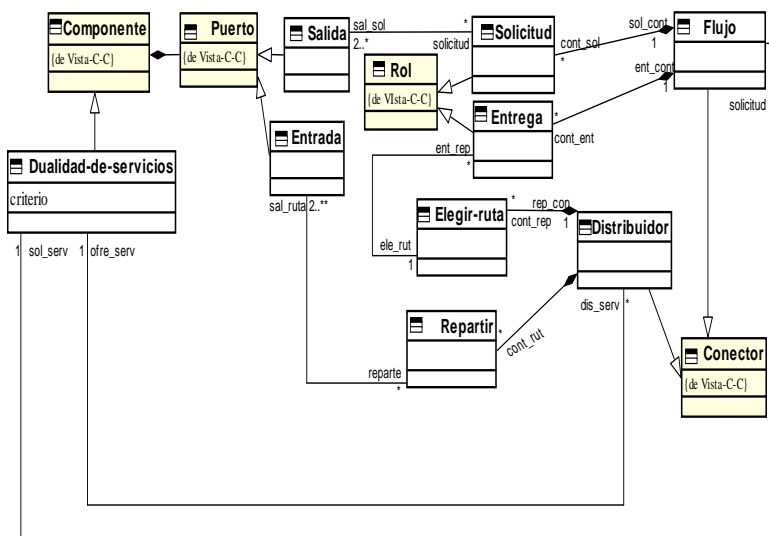 Componente
{de Vista-C-C}
Puerto
{de Vista-C-C}
Salida
sal_sol
2..*
*
solicitud
Solicitud
cont_sol
*
sol_cont
1
Flujo
ent_cont
1
solicitud
Rol
{de VIsta-C-C}
Entrega
*
cont_ent
ent_rep
*
Entrada
sal_ruta 2..**
Dualidad-de-servicios
criterio
1 sol_serv
1 ofre_serv
Elegir-ruta
*
cont_rep
rep_con
1
ele_rut
1
Distribuidor
dis_serv *
Repartir
*
cont_rut
reparte
*
Conector
{de Vista-C-C}